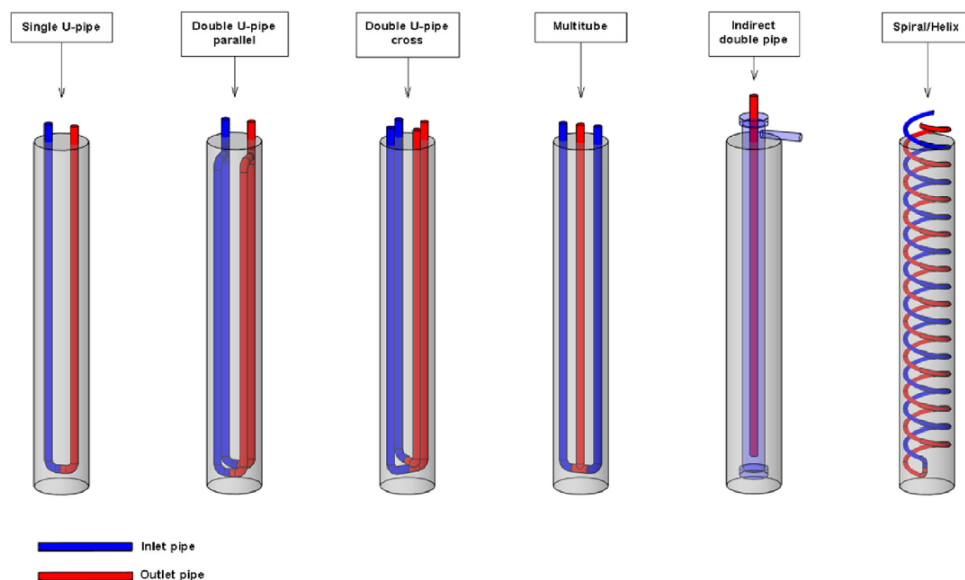 Single U-pipe
Double U-pipe
parallel
Double U-pipe
cross
Multitube
Indirect
double pipe
Spiral/Helix
Inlet pipe
Outlet pipe